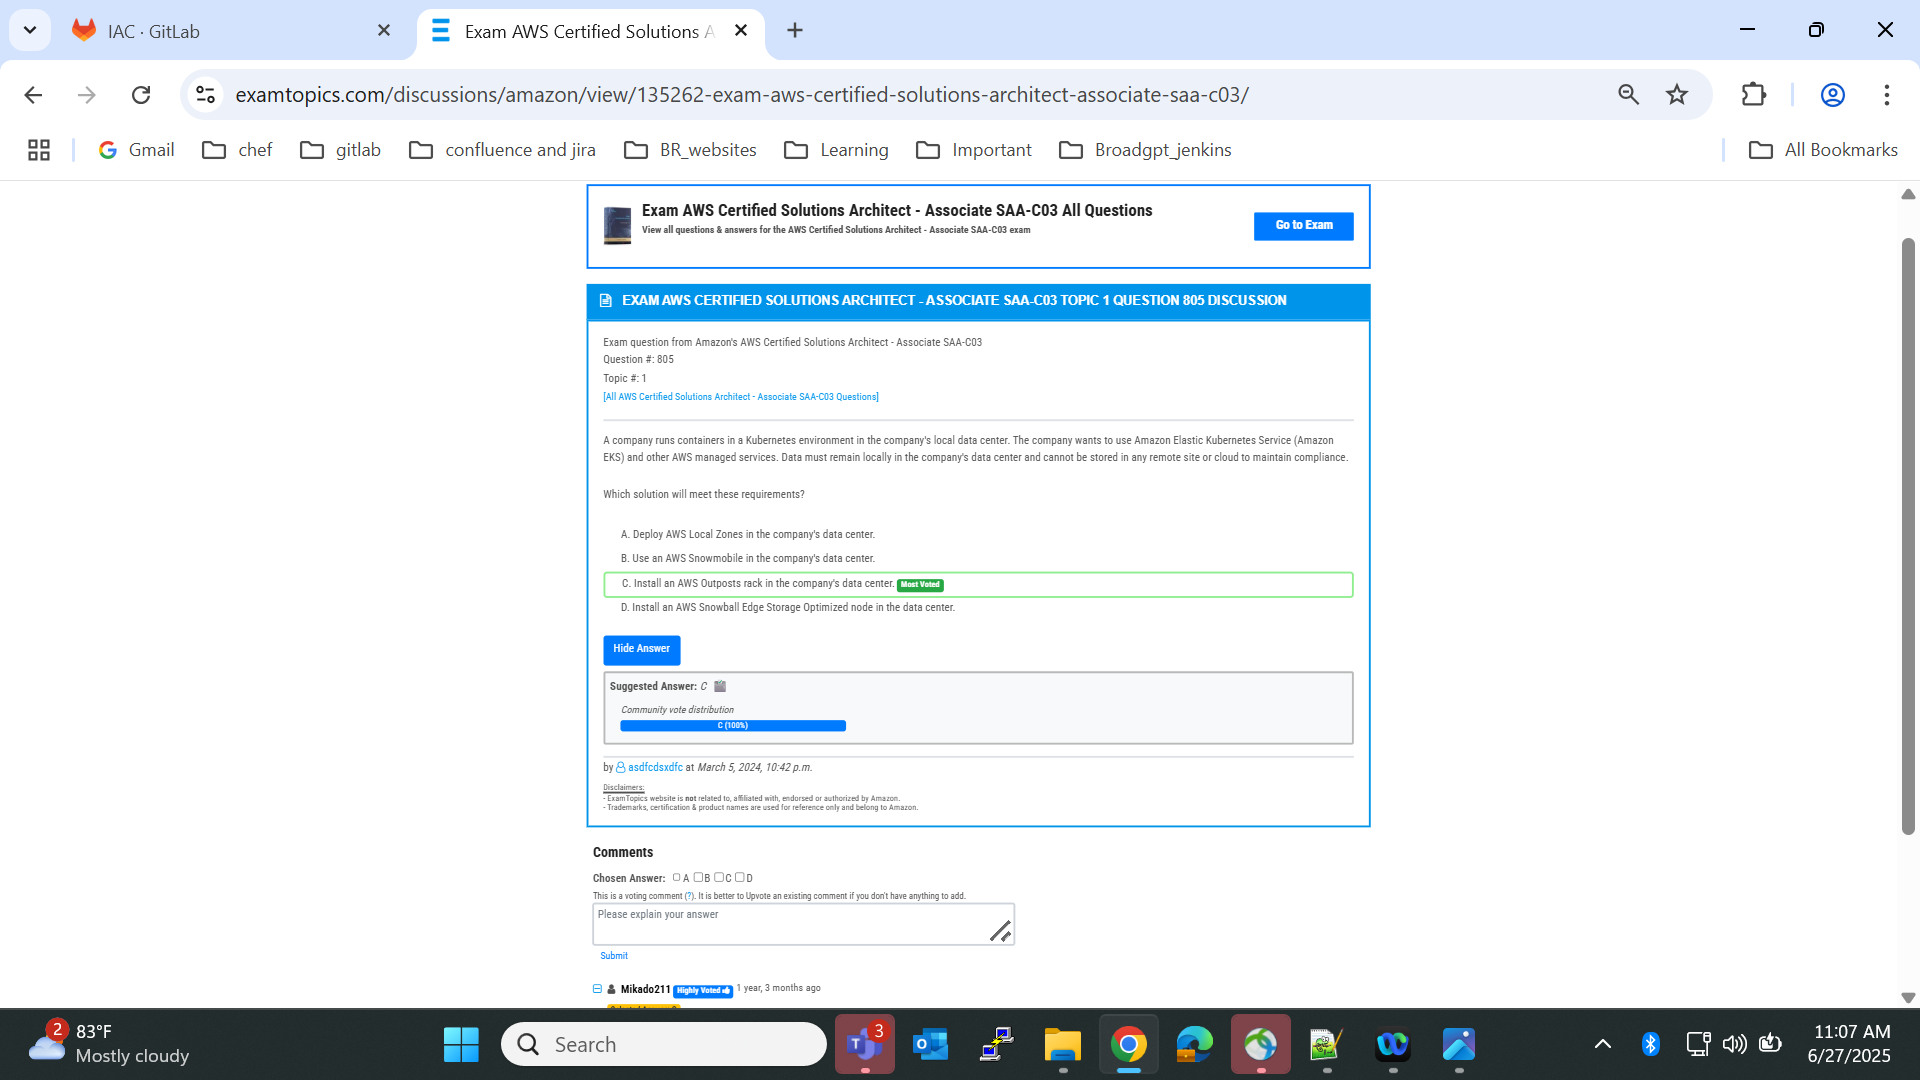 IAC · GitLab
Exam AWS Certified Solutions A
examtopics.com/discussions/amazon/view/135262-exam-aws-certified-solutions-architect-associate-saa-c03/
Gmail
chef
gitlab
confluence and jira
BR_websites
Learning
Important
Broadgpt_jenkins
All Bookmarks
Exam AWS Certified Solutions Architect - Associate SAA-C03 All Questions
View all questions & answers for the AWS Certified Solutions Architect - Associate SAA-C03 exam
Go to Exam
EXAM AWS CERTIFIED SOLUTIONS ARCHITECT - ASSOCIATE SAA-C03 TOPIC 1 QUESTION 805 DISCUSSION
Exam question from Amazon's AWS Certified Solutions Architect - Associate SAA-C03
Question #: 805
Topic #: 1
[All AWS Certified Solutions Architect - Associate SAA-C03 Questions]
A company runs containers in a Kubernetes environment in the company's local data center. The company wants to use Amazon Elastic Kubernetes Service (Amazon
EKS) and other AWS managed services. Data must remain locally in the company's data center and cannot be stored in any remote site or cloud to maintain compliance.
Which solution will meet these requirements?
A. Deploy AWS Local Zones in the company's data center.
B. Use an AWS Snowmobile in the company's data center.
C. Install an AWS Outposts rack in the company's data center. Most Voted
D. Install an AWS Snowball Edge Storage Optimized node in the data center.
Hide Answer
Suggested Answer: C
Community vote distribution
C (100%)
by asdfcdsxdfc at March 5, 2024, 10:42 p.m.
Disclaimers:
- ExamTopics website is not related to, affiliated with, endorsed or authorized by Amazon.
- Trademarks, certification & product names are used for reference only and belong to Amazon.
Comments
Chosen Answer: A B C D
This is a voting comment (?). It is better to Upvote an existing comment if you don't have anything to add.
Please explain your answer
Submit
Mikado211 Highly Voted 1 year, 3 months ago
2
83°F
Mostly cloudy
Search
3
11:07 AM
6/27/2025